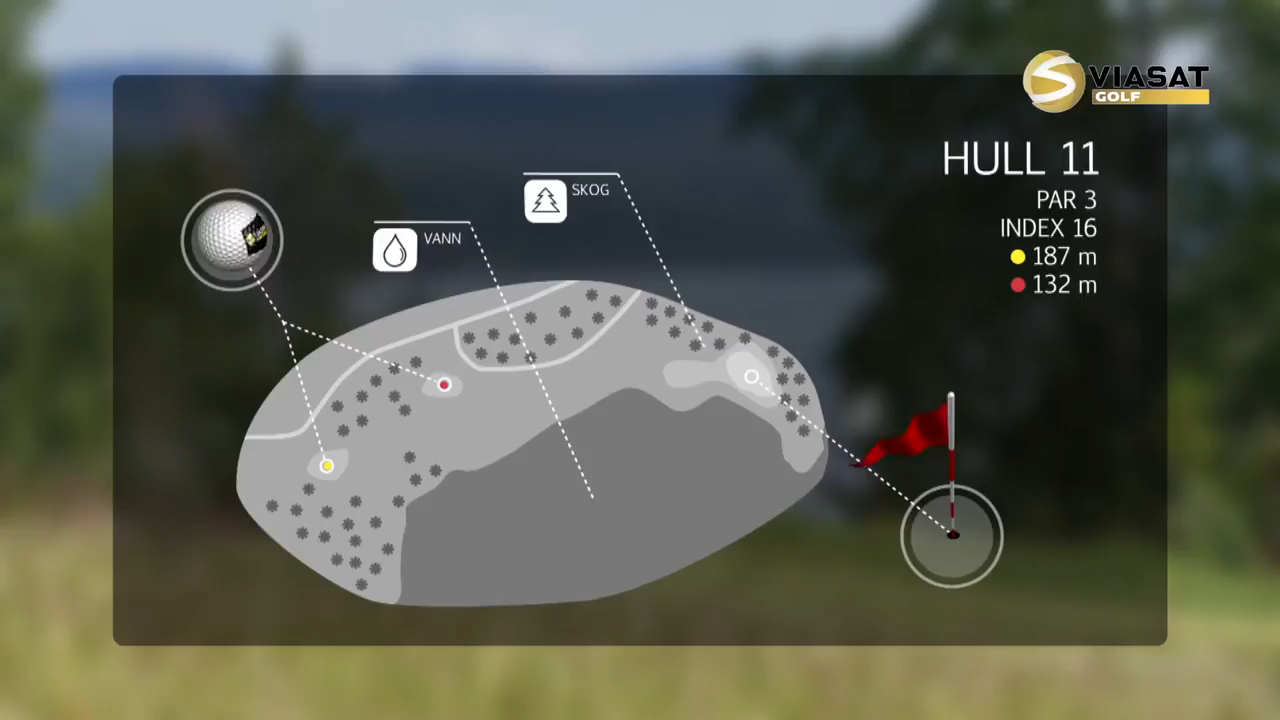 VIASAT
GOLF
HULL 11
PAR 3
INDEX 16
187 m
132 m
SKOG
VANN